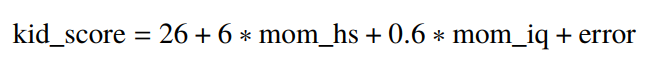 kid_score = 26 + 6 * mom_hs + 0.6 * mom_iq + error